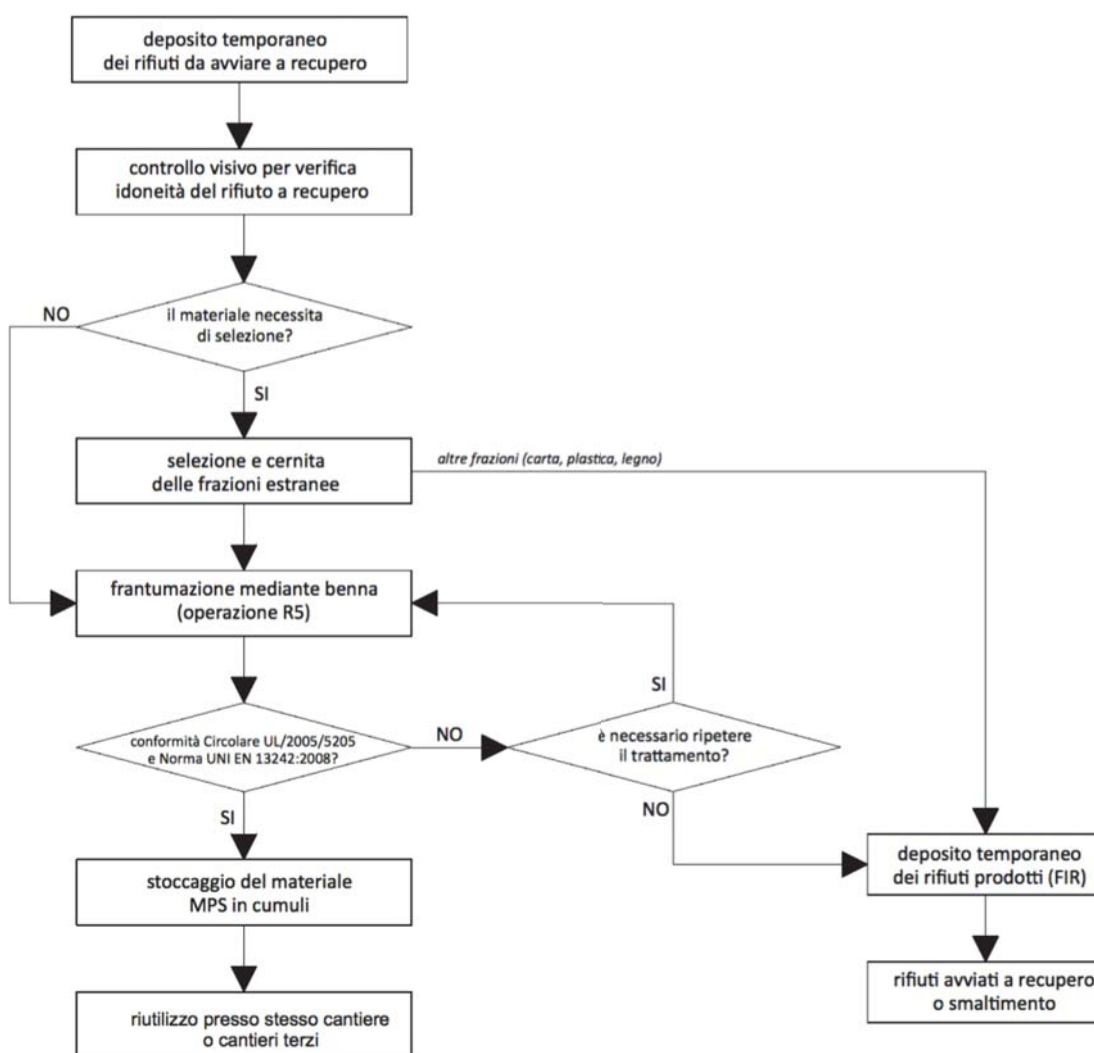 deposito temporaneo
dei rifiuti da avviare a recupero
controllo visivo per verifica
idoneità del rifiuto a recupero
NO
il materiale necessita
di selezione?
SI
selezione e cernita
delle frazioni estranee
altre frazioni (carta, plastica, legno)
frantumazione mediante benna
(operazione R5)
SI
conformità Circolare UL/2005/5205
e Norma UNI EN 13242:2008?
NO
è necessario ripetere
il trattamento?
SI
NO
stoccaggio del materiale
MPS in cumuli
deposito temporaneo
dei rifiuti prodotti (FIR)
riutilizzo presso stesso cantiere
o cantieri terzi
rifiuti avviati a recupero
o smaltimento